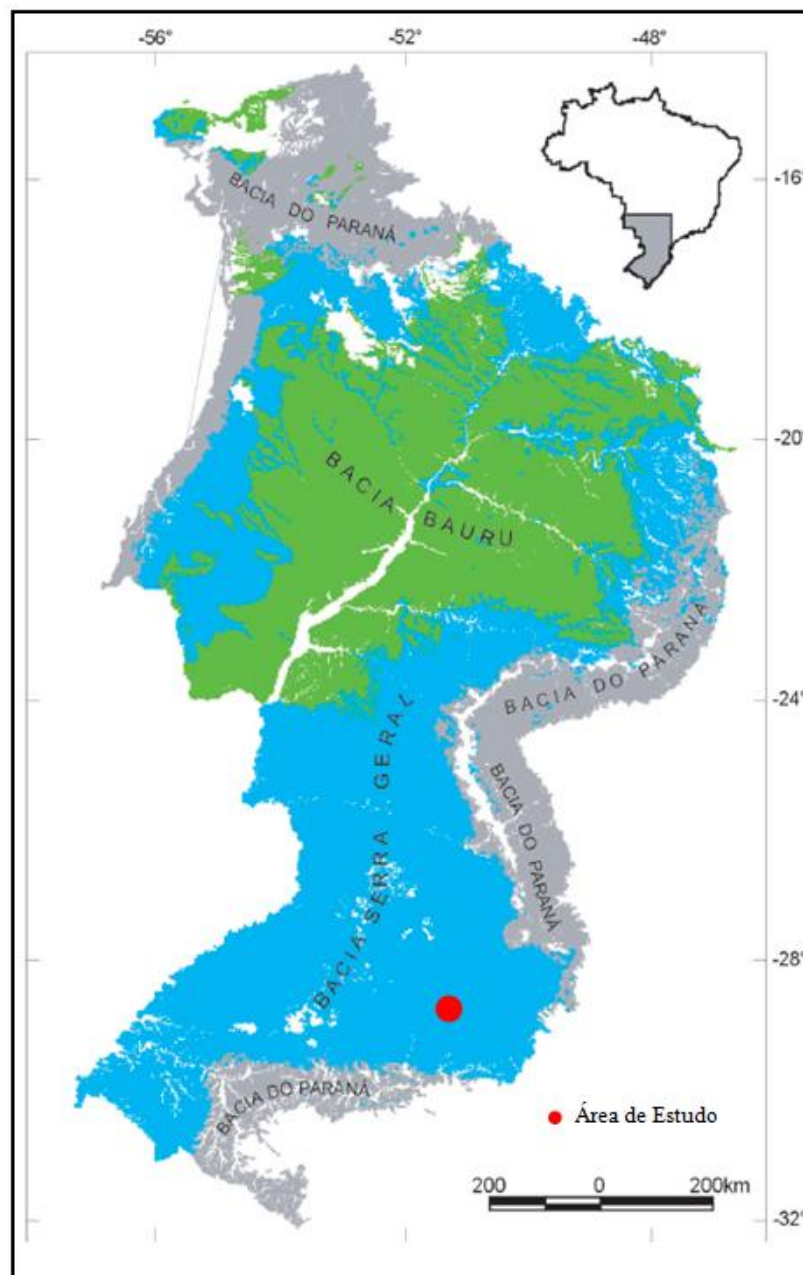 -56° -52° -48°
-16°
BACIA DO PARANÁ
-20°
BACIA BAURU
BACIA DO PARANA
-24°
BACIA SERRA GERAL
BACIA DO PARANÁ
-28°
BACIA DO PARANÁ
Área de Estudo
200 0 200km
-32°